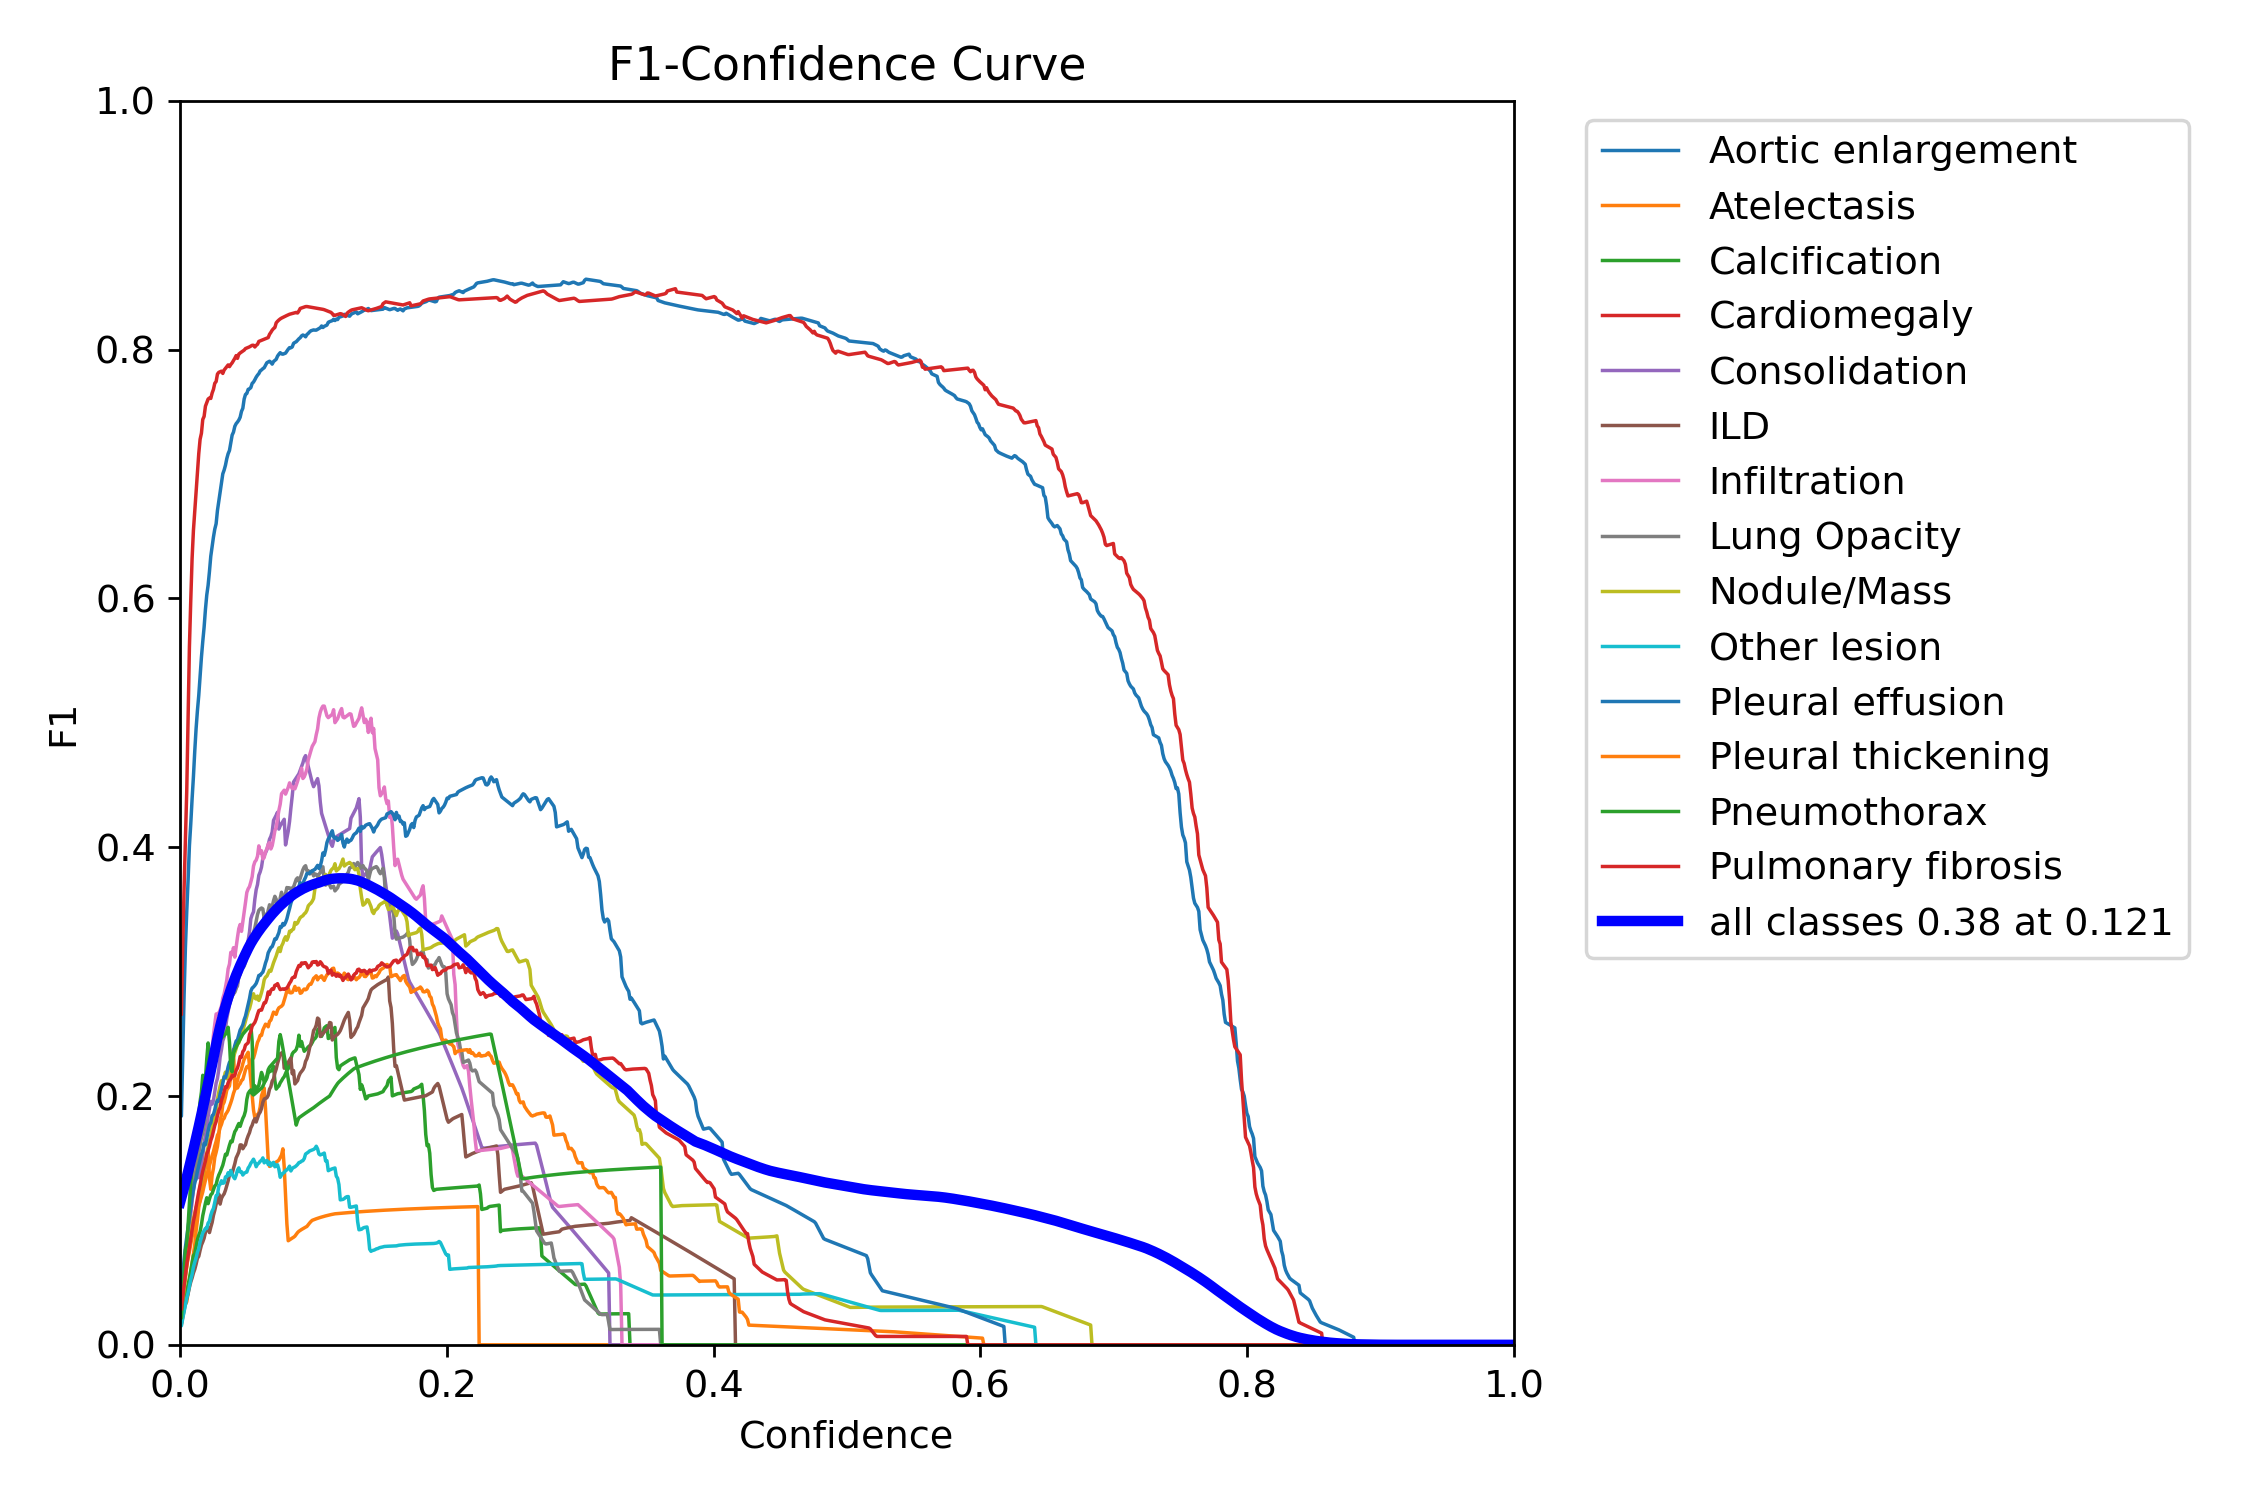 F1-Confidence Curve
1.0
0.8
0.6
0.4
0.2
0.0
F1
0.0 0.2 0.4 0.6 0.8 1.0
Confidence
Aortic enlargement
Atelectasis
Calcification
Cardiomegaly
Consolidation
ILD
Infiltration
Lung Opacity
Nodule/Mass
Other lesion
Pleural effusion
Pleural thickening
Pneumothorax
Pulmonary fibrosis
all classes 0.38 at 0.121